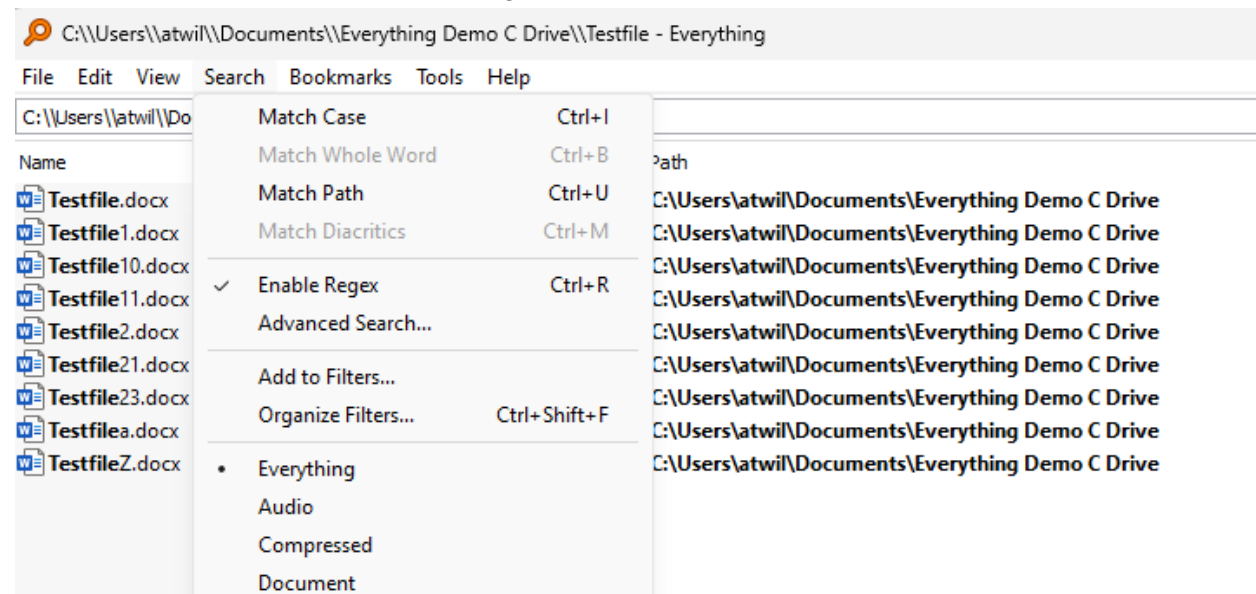 C:\\Users\\atwil\\Documents\\Everything Demo C Drive\\Testfile - Everything
File Edit View Search Bookmarks Tools Help
C:\\Users\\atwil\\Do
Match Case Ctrl+I
Name Match Whole Word Ctrl+B Path
Testfile.docx Match Path Ctrl+U C:\Users\atwil\Documents\Everything Demo C Drive
Testfile1.docx Match Diacritics Ctrl+M C:\Users\atwil\Documents\Everything Demo C Drive
Testfile10.docx C:\Users\atwil\Documents\Everything Demo C Drive
Testfile11.docx Enable Regex Ctrl+R C:\Users\atwil\Documents\Everything Demo C Drive
Testfile2.docx Advanced Search... C:\Users\atwil\Documents\Everything Demo C Drive
Testfile21.docx Add to Filters... C:\Users\atwil\Documents\Everything Demo C Drive
Testfile23.docx Organize Filters... Ctrl+Shift+F C:\Users\atwil\Documents\Everything Demo C Drive
Testfilea.docx C:\Users\atwil\Documents\Everything Demo C Drive
TestfileZ.docx Everything C:\Users\atwil\Documents\Everything Demo C Drive
Audio
Compressed
Document